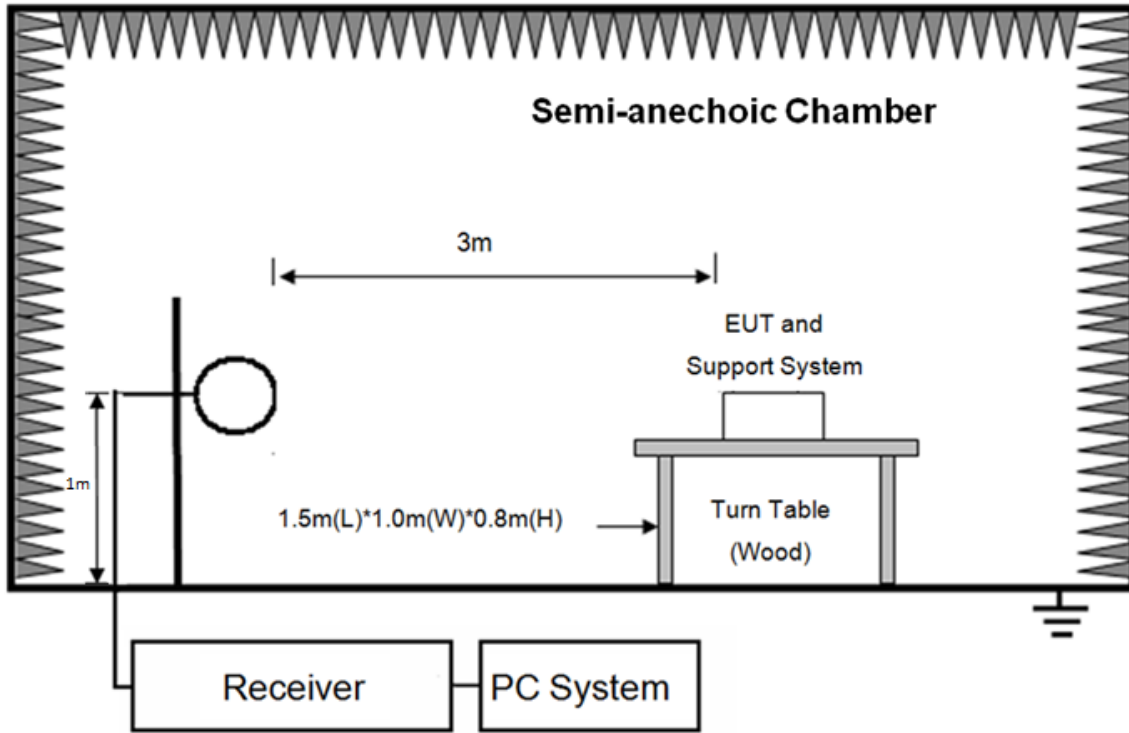 Semi-anechoic Chamber
3m
EUT and
Support System
1m
1.5m(L)*1.0m(W)*0.8m(H)
Turn Table
(Wood)
Receiver
PC System